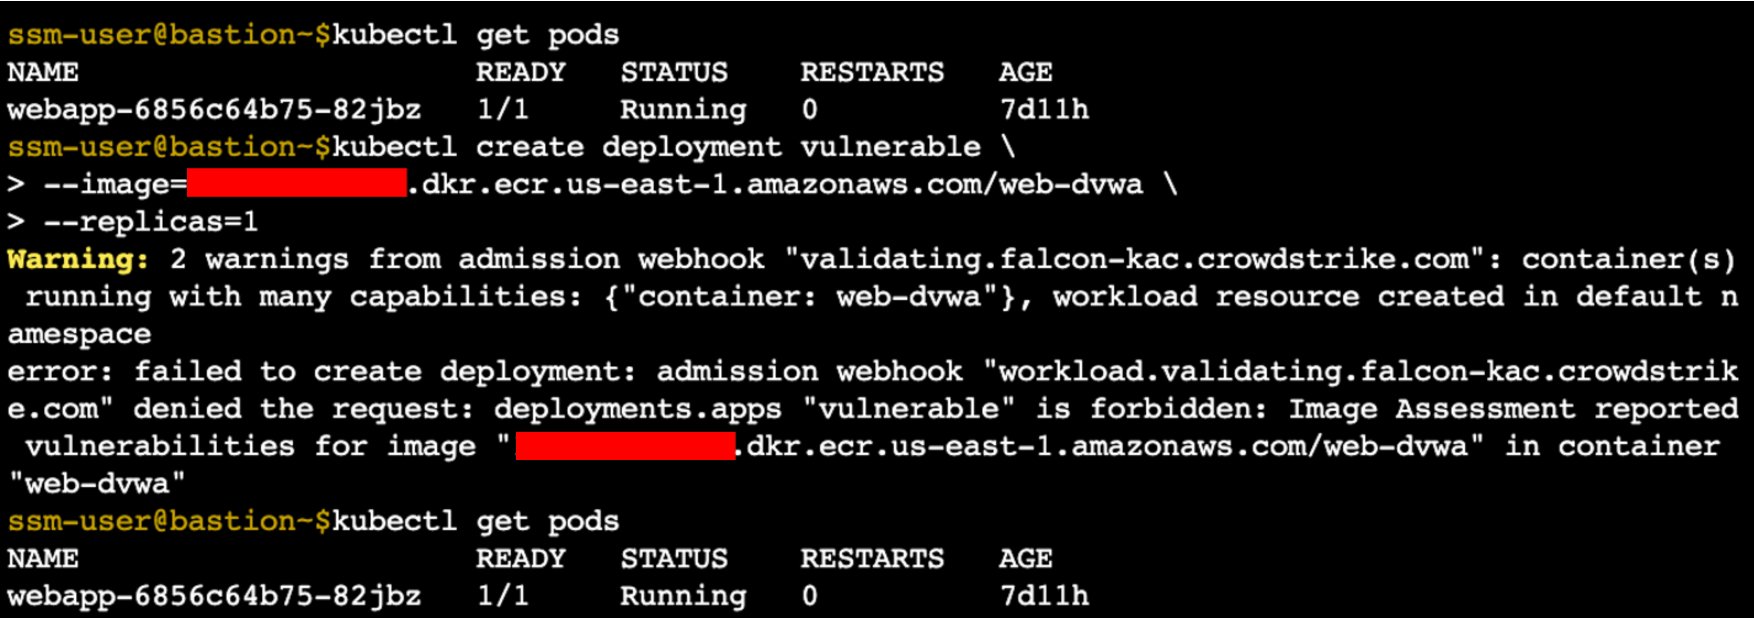 ssm-user@bastion~$kubectl get pods
NAME                      READY   STATUS    RESTARTS   AGE
webapp-6856c64b75-82jbz   1/1     Running   0          7d11h
ssm-user@bastion~$kubectl create deployment vulnerable \
> --image=.dkr.ecr.us-east-1.amazonaws.com/web-dvwa \
> --replicas=1
Warning: 2 warnings from admission webhook "validating.falcon-kac.crowdstrike.com": container(s)
 running with many capabilities: {"container: web-dvwa"}, workload resource created in default n
amespace
error: failed to create deployment: admission webhook "workload.validating.falcon-kac.crowdstrik
e.com" denied the request: deployments.apps "vulnerable" is forbidden: Image Assessment reported
 vulnerabilities for image ".dkr.ecr.us-east-1.amazonaws.com/web-dvwa" in container
"web-dvwa"
ssm-user@bastion~$kubectl get pods
NAME                      READY   STATUS    RESTARTS   AGE
webapp-6856c64b75-82jbz   1/1     Running   0          7d11h